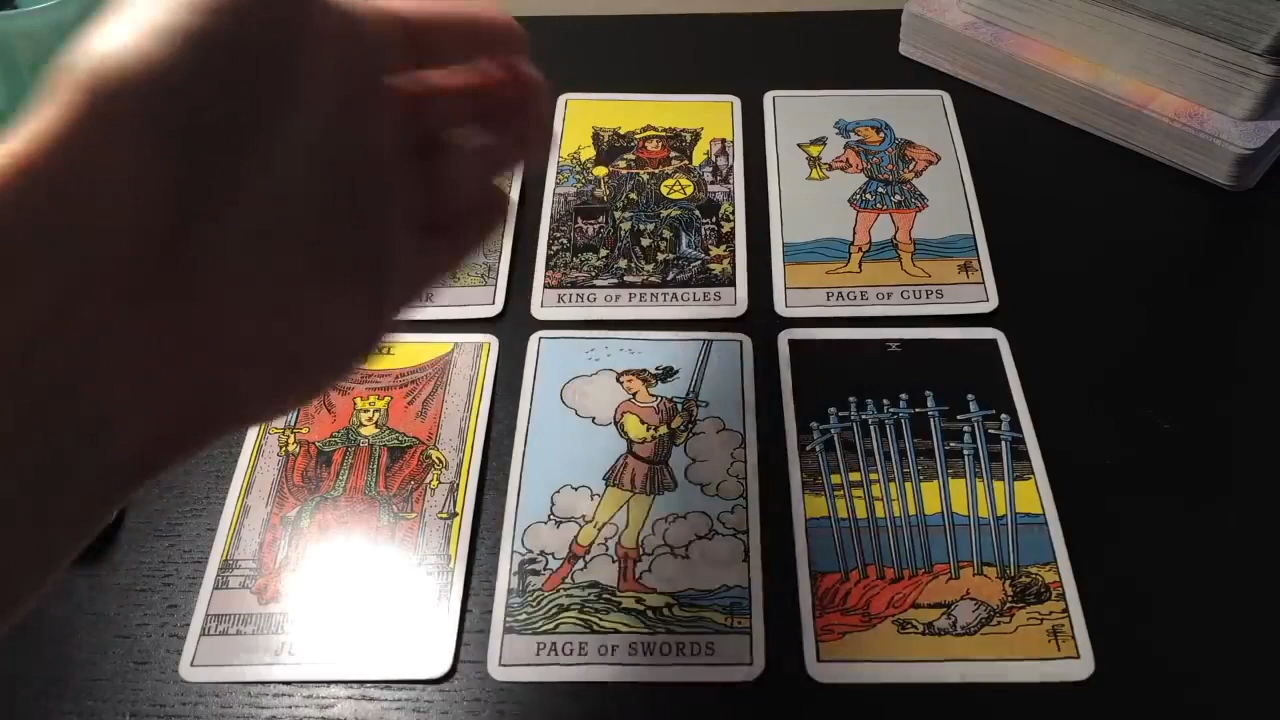 KING OF PENTACLES
PAGE OF CUPS
PAGE OF SWORDS
X